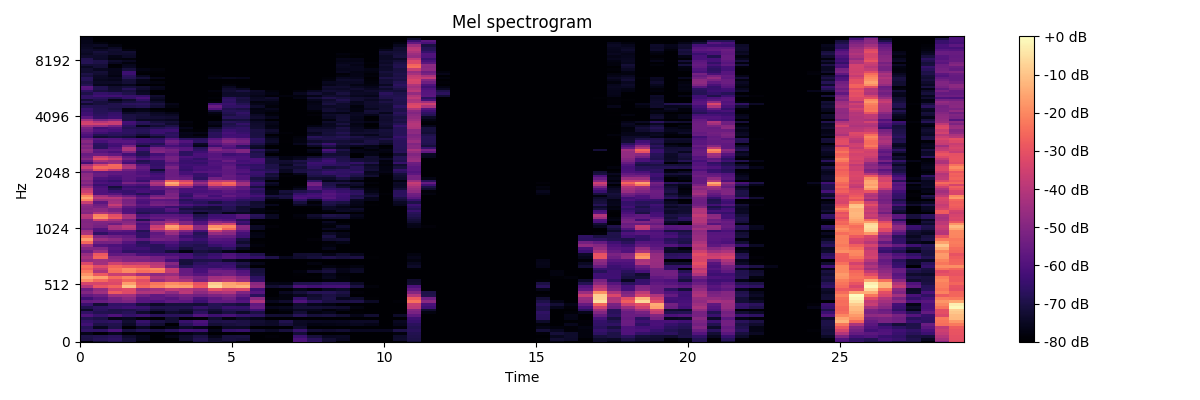 Mel spectrogram
Hz
8192
4096
2048
1024
512
0
0 5 10 15 20 25
Time
+0 dB
-10 dB
-20 dB
-30 dB
-40 dB
-50 dB
-60 dB
-70 dB
-80 dB